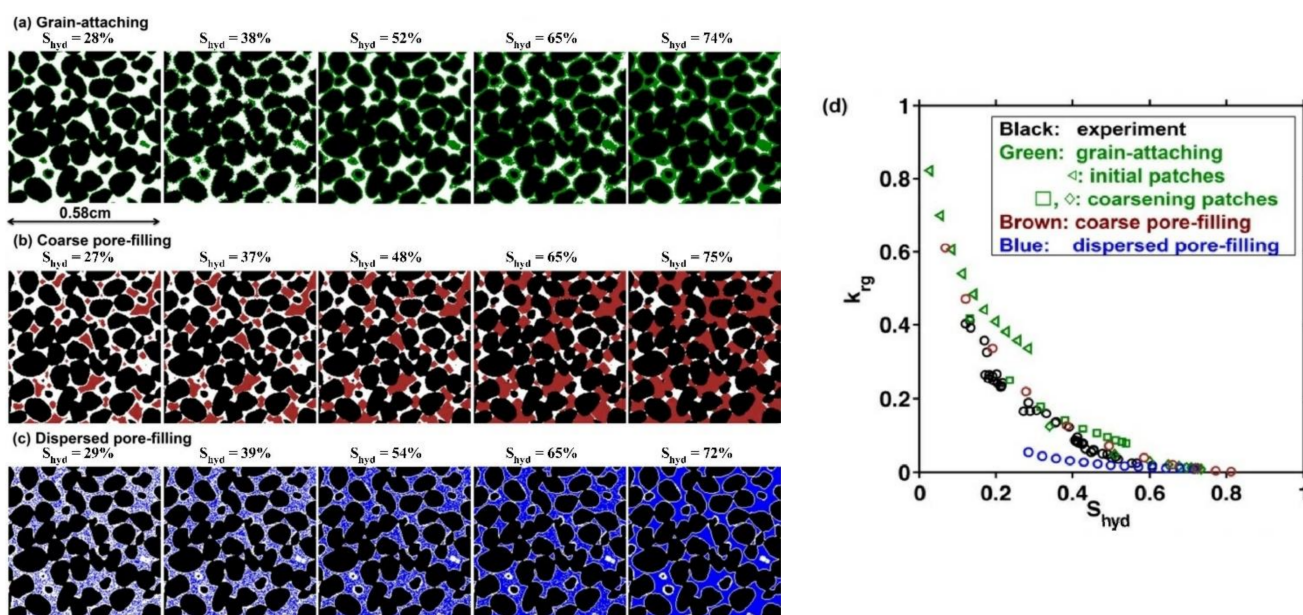 (a) Grain-attaching
Shyd = 28% Shyd = 38% Shyd = 52% Shyd = 65% Shyd = 74%
0.58cm
(b) Coarse pore-filling
Shyd = 27% Shyd = 37% Shyd = 48% Shyd = 65% Shyd = 75%
(c) Dispersed pore-filling
Shyd = 29% Shyd = 39% Shyd = 54% Shyd = 65% Shyd = 72%
(d)
Black: experiment
Green: grain-attaching
◁: initial patches
□, ◇: coarsening patches
Brown: coarse pore-filling
Blue: dispersed pore-filling
krg
1
0.8
0.6
0.4
0.2
0
0 0.2 0.4 0.6 0.8 1
Shyd